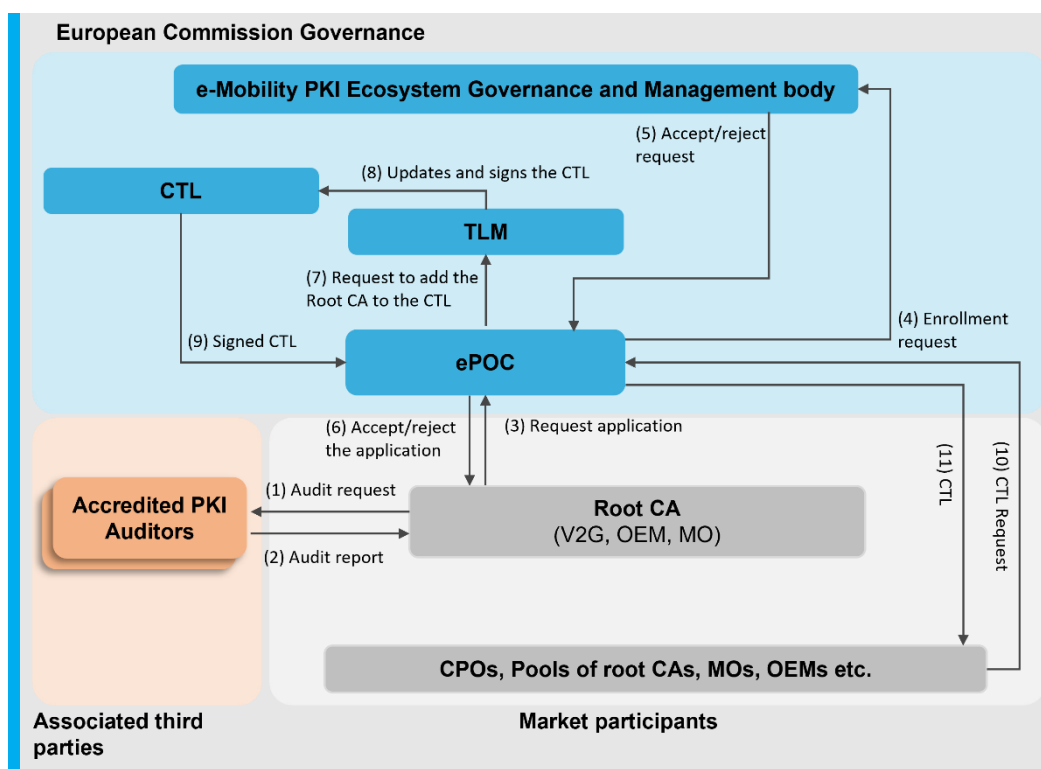 European Commission Governance
e-Mobility PKI Ecosystem Governance and Management body
(5) Accept/reject
request
(8) Updates and signs the CTL
CTL
TLM
(7) Request to add the
Root CA to the CTL
(4) Enrollment
request
(9) Signed CTL
ePOC
(6) Accept/reject
the application
(3) Request application
(11) CTL
(10) CTL Request
(1) Audit request
Accredited PKI
Auditors
Root CA
(V2G, OEM, MO)
(2) Audit report
CPOs, Pools of root CAs, MOs, OEMs etc.
Associated third
parties
Market participants